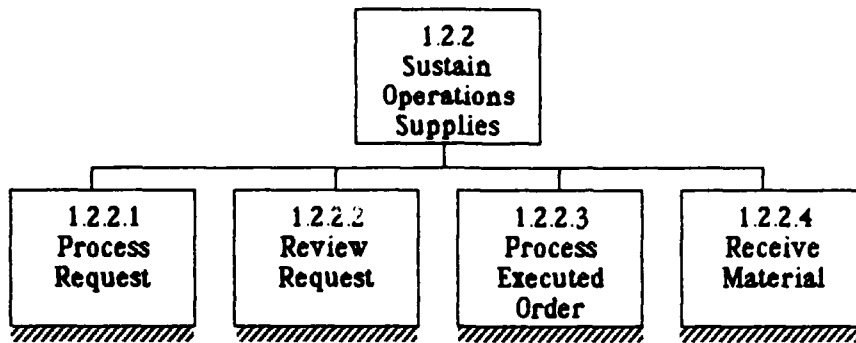 1.2.2
Sustain
Operations
Supplies
1.2.2.1
Process
Request
1.2.2.2
Review
Request
1.2.2.3
Process
Executed
Order
1.2.2.4
Receive
Material